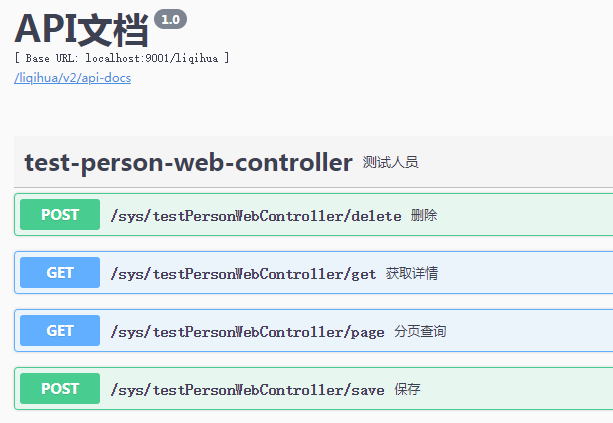 API文档 1.0
[ Base URL: localhost:9001/liqihua ]
/liqihua/v2/api-docs
test-person-web-controller 测试人员
POST /sys/testPersonWebController/delete 删除
GET /sys/testPersonWebController/get 获取详情
GET /sys/testPersonWebController/page 分页查询
POST /sys/testPersonWebController/save 保存